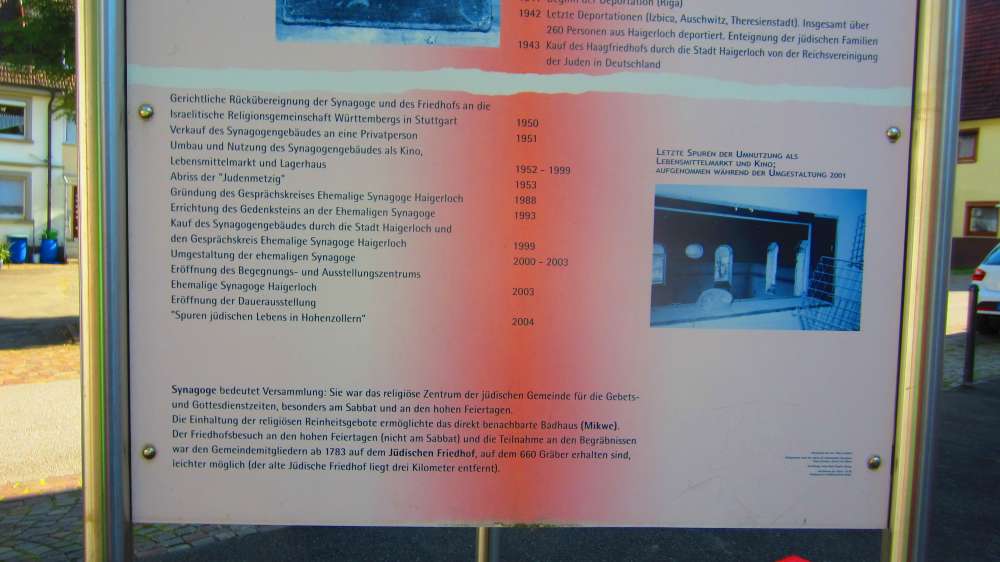 Beginn der Deportation (Riga)
1942 Letzte Deportationen (Izbica, Auschwitz, Theresienstadt). Insgesamt über
260 Personen aus Haigerloch deportiert. Enteignung der jüdischen Familien
1943 Kauf des Haagfriedhofs durch die Stadt Haigerloch von der Reichsvereinigung
der Juden in Deutschland
Gerichtliche Rückübereignung der Synagoge und des Friedhofs an die
Israelitische Religionsgemeinschaft Württembergs in Stuttgart 1950
Verkauf des Synagogengebäudes an eine Privatperson 1951
Umbau und Nutzung des Synagogengebäudes als Kino,
Lebensmittelmarkt und Lagerhaus 1952 - 1999
Abriss der "Judenmetzig" 1953
Gründung des Gesprächskreises Ehemalige Synagoge Haigerloch 1988
Errichtung des Gedenksteins an der Ehemaligen Synagoge 1993
Kauf des Synagogengebäudes durch die Stadt Haigerloch und
den Gesprächskreis Ehemalige Synagoge Haigerloch 1999
Umgestaltung der ehemaligen Synagoge 2000 - 2003
Eröffnung des Begegnungs- und Ausstellungszentrums
Ehemalige Synagoge Haigerloch 2003
Eröffnung der Dauerausstellung
"Spuren jüdischen Lebens in Hohenzollern" 2004
Letzte Spuren der Umnutzung als
Lebensmittelmarkt und Kino;
aufgenommen während der Umgestaltung 2001
Synagoge bedeutet Versammlung: Sie war das religiöse Zentrum der jüdischen Gemeinde für die Gebets-
und Gottesdienstzeiten, besonders am Sabbat und an den hohen Feiertagen.
Die Einhaltung der religiösen Reinheitsgebote ermöglichte das direkt benachbarte Badhaus (Mikwe).
Der Friedhofsbesuch an den hohen Feiertagen (nicht am Sabbat) und die Teilnahme an den Begräbnissen
war den Gemeindemitgliedern ab 1783 auf dem Jüdischen Friedhof, auf dem 660 Gräber erhalten sind,
leichter möglich (der alte Jüdische Friedhof liegt drei Kilometer entfernt).